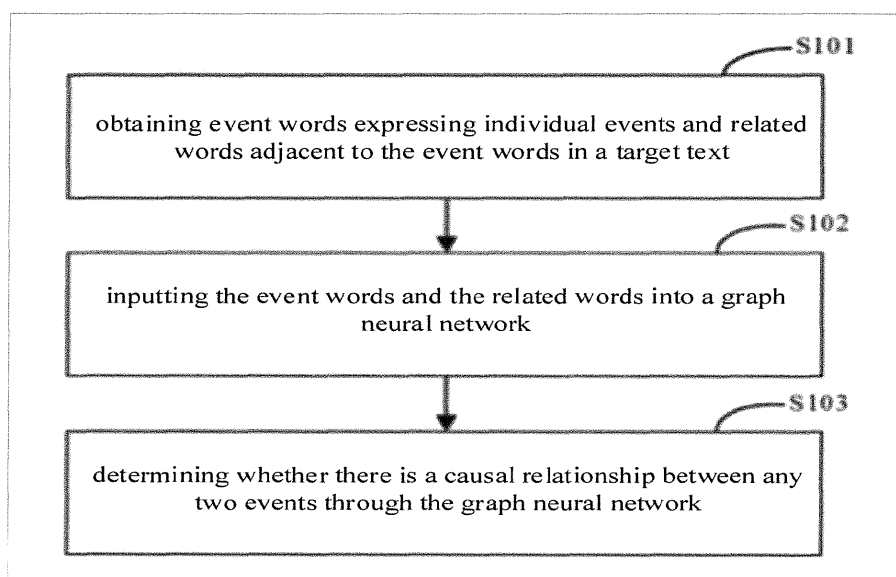 S101
obtaining event words expressing individual events and related
words adjacent to the event words in a target text
S102
inputting the event words and the related words into a graph
neural network
S103
determining whether there is a causal relationship between any
two events through the graph neural network